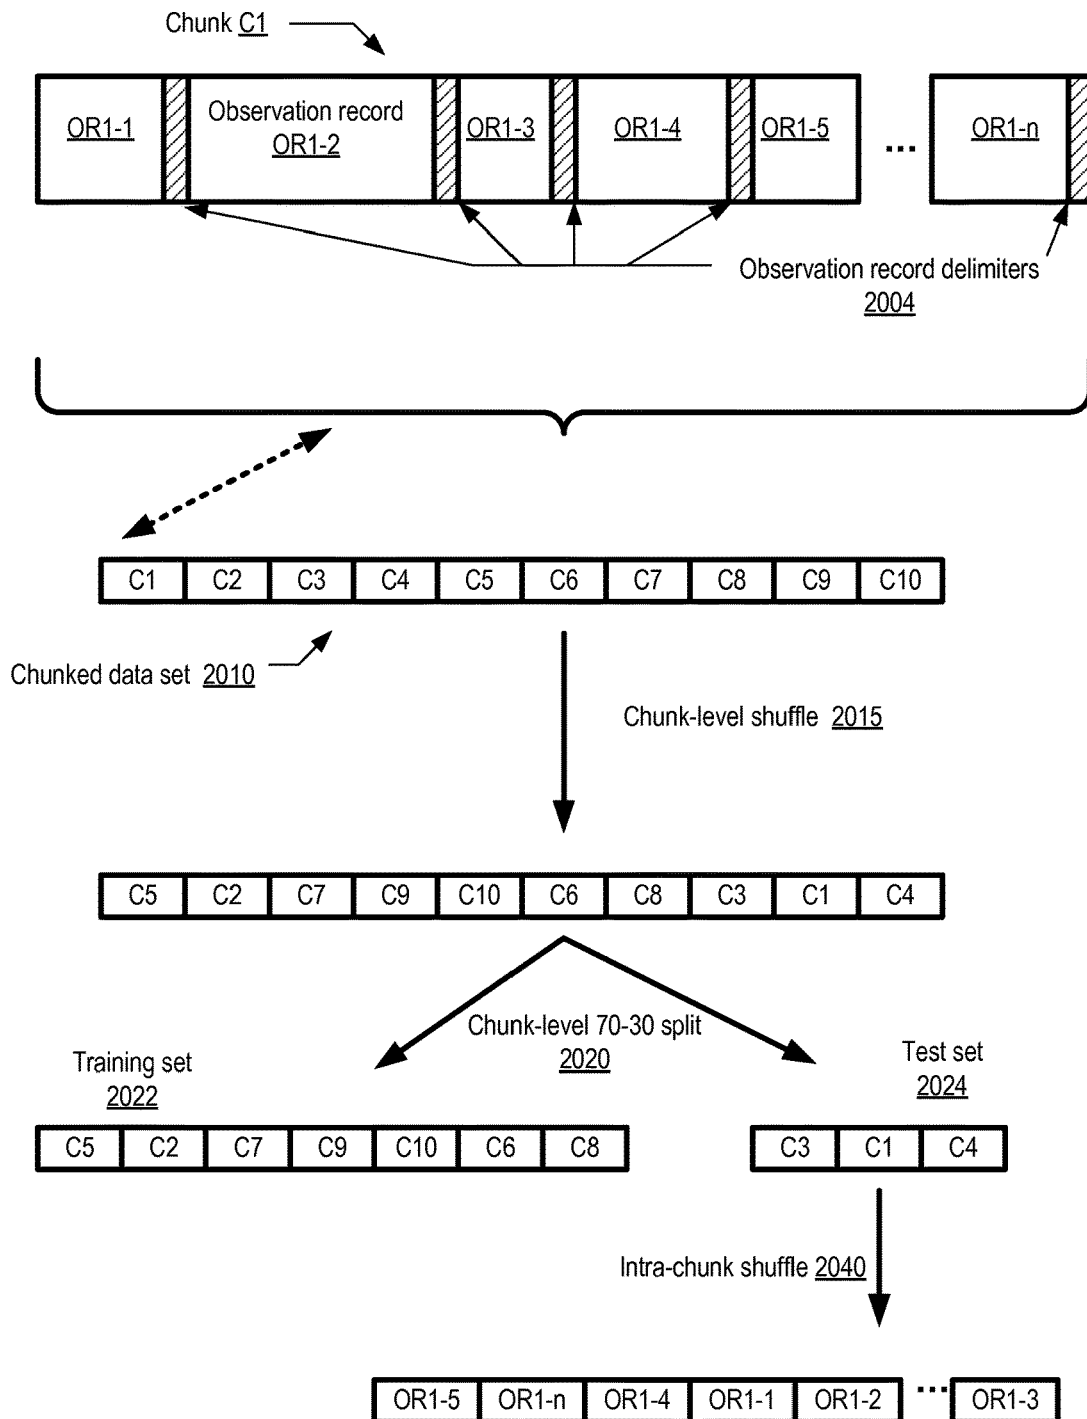 Chunk C1
OR1-1
Observation record
OR1-2
OR1-3
OR1-4
OR1-5
...
OR1-n
Observation record delimiters
2004
C1 C2 C3 C4 C5 C6 C7 C8 C9 C10
Chunked data set 2010
Chunk-level shuffle 2015
C5 C2 C7 C9 C10 C6 C8 C3 C1 C4
Chunk-level 70-30 split
2020
Training set
2022
Test set
2024
C5 C2 C7 C9 C10 C6 C8
C3 C1 C4
Intra-chunk shuffle 2040
OR1-5 OR1-n OR1-4 OR1-1 OR1-2 ... OR1-3